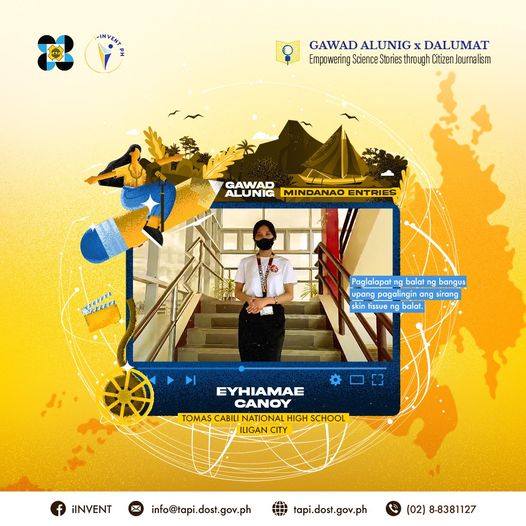 iINVENT PH
GAWAD ALUNIG x DALUMAT
Empowering Science Stories through Citizen Journalism
GAWAD
ALUNIG
MINDANAO ENTRIES
Paglalapat ng balat ng bangus
upang pagalingin ang sirang
skin tissue ng balat.
EYHIAMAE
CANOY
TOMAS CABILI NATIONAL HIGH SCHOOL
ILIGAN CITY
iINVENT
info@tapi.dost.gov.ph
tapi.dost.gov.ph
(02) 8-8381127